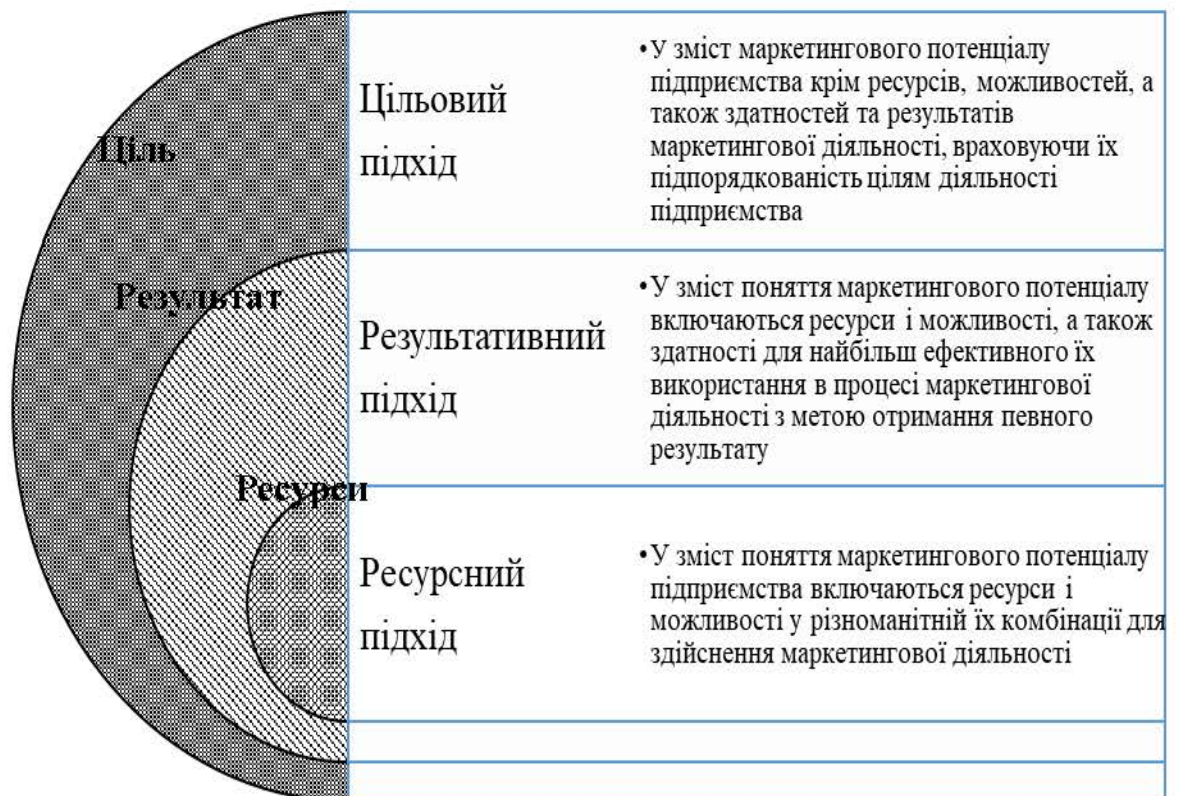 Ціль
Цільовий
підхід
•У зміст маркетингового потенціалу
підприємства крім ресурсів, можливостей, а
також здатностей та результатів
маркетингової діяльності, враховуючи їх
підпорядкованість цілям діяльності
підприємства
Результат
Результативний
підхід
•У зміст поняття маркетингового потенціалу
включаються ресурси і можливості, а також
здатності для найбільш ефективного їх
використання в процесі маркетингової
діяльності з метою отримання певного
результату
Ресурси
Ресурсний
підхід
•У зміст поняття маркетингового потенціалу
підприємства включаються ресурси і
можливості у різноманітній їх комбінації для
здійснення маркетингової діяльності